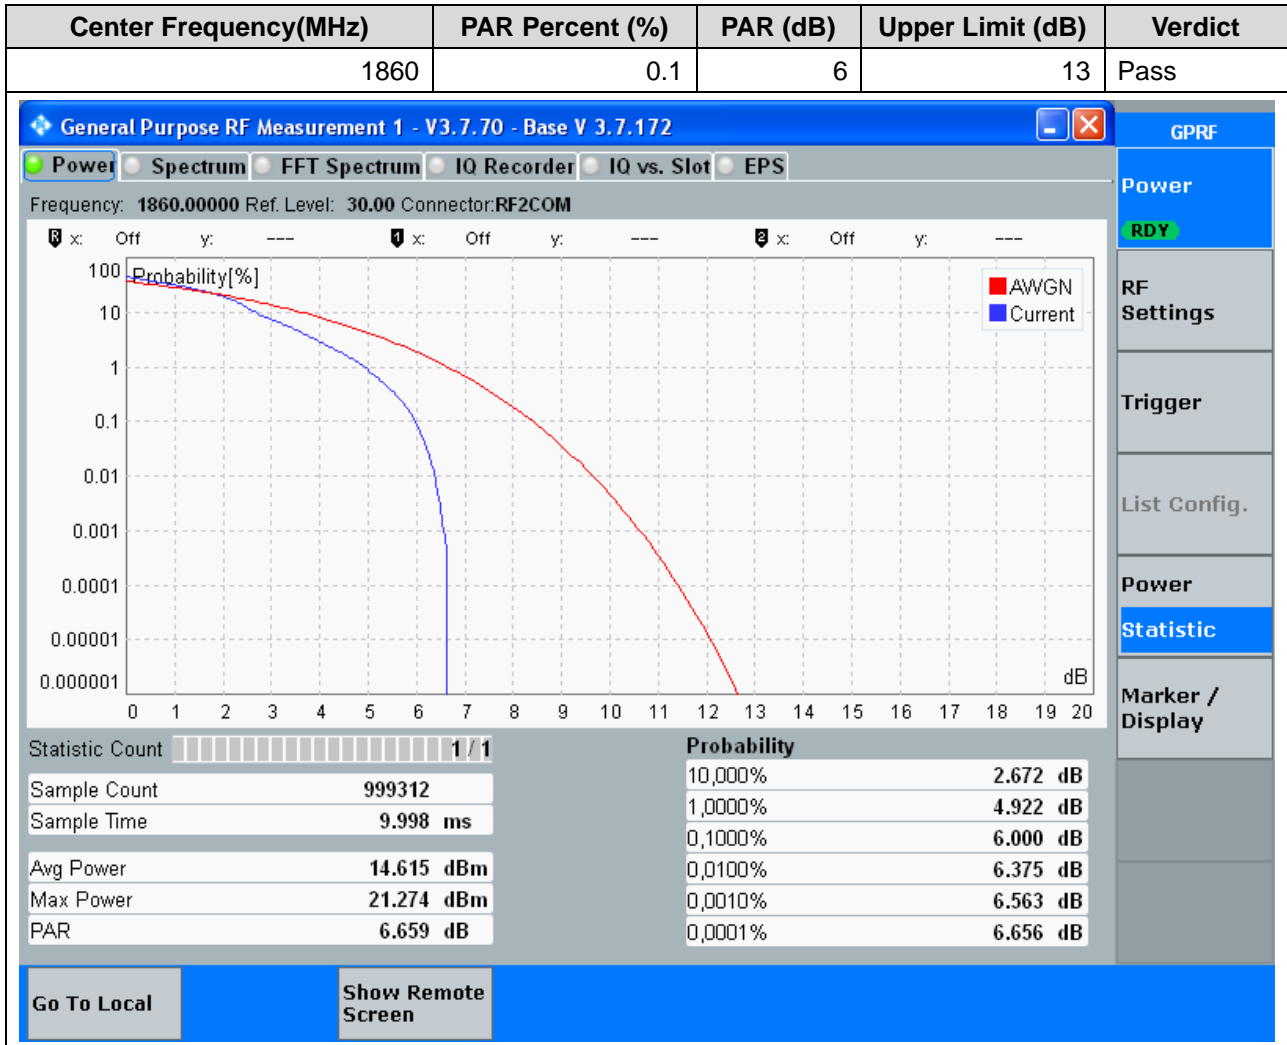 Center Frequency(MHz) PAR Percent (%) PAR (dB) Upper Limit (dB) Verdict
1860 0.1 6 13 Pass
General Purpose RF Measurement 1 - V3.7.70 - Base V 3.7.172
GPRF
Power Spectrum FFT Spectrum IQ Recorder IQ vs. Slot EPS
Power
RDY
Frequency: 1860.00000 Ref. Level: 30.00 Connector:RF2COM
R x: Off y: --- 1 x: Off y: --- 2 x: Off y: ---
Probability[%]
AWGN
Current
100
10
1
0.1
0.01
0.001
0.0001
0.00001
0.000001
dB
0 1 2 3 4 5 6 7 8 9 10 11 12 13 14 15 16 17 18 19 20
RF
Settings
Trigger
List Config.
Power
Statistic
Marker /
Display
Statistic Count 1 / 1
Sample Count 999312
Sample Time 9.998 ms
Avg Power 14.615 dBm
Max Power 21.274 dBm
PAR 6.659 dB
Probability
10,000% 2.672 dB
1,0000% 4.922 dB
0,1000% 6.000 dB
0,0100% 6.375 dB
0,0010% 6.563 dB
0,0001% 6.656 dB
Go To Local
Show Remote
Screen